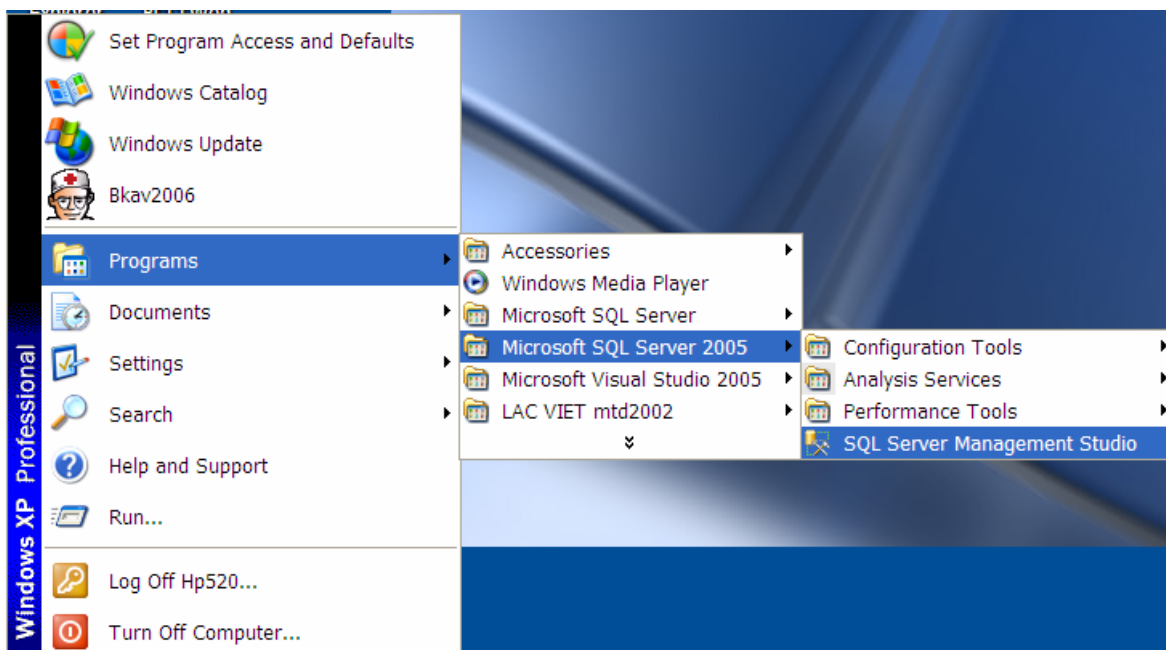 Set Program Access and Defaults
Windows Catalog
Windows Update
Bkav2006
Programs
Documents
Settings
Search
Help and Support
Run...
Log Off Hp520...
Turn Off Computer...
Windows XP Professional
Accessories
Windows Media Player
Microsoft SQL Server
Microsoft SQL Server 2005
Microsoft Visual Studio 2005
LAC VIET mtd2002
Configuration Tools
Analysis Services
Performance Tools
SQL Server Management Studio